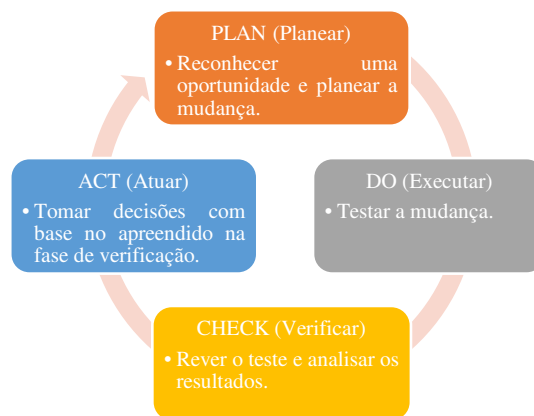 PLAN (Planear)
• Reconhecer uma
oportunidade e planear a
mudança.
DO (Executar)
• Testar a mudança.
CHECK (Verificar)
• Rever o teste e analisar os
resultados.
ACT (Atuar)
• Tomar decisões com
base no apreendido na
fase de verificação.